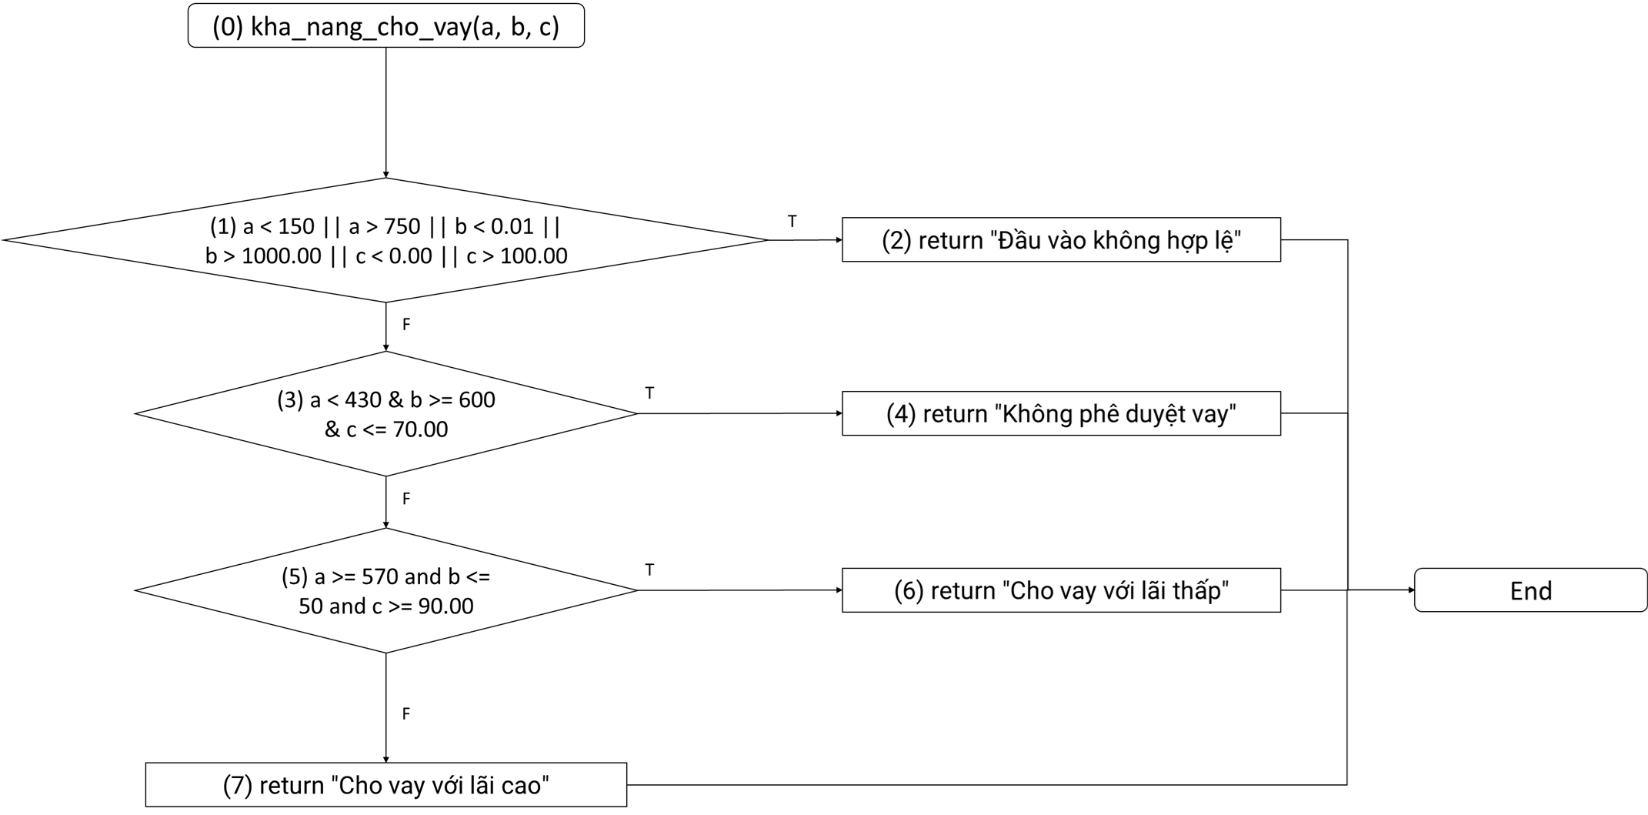 (0) kha_nang_cho_vay(a, b, c)
(1) a < 150 || a > 750 || b < 0.01 ||
b > 1000.00 || c < 0.00 || c > 100.00
T
(2) return "Đầu vào không hợp lệ"
F
(3) a < 430 & b >= 600
& c <= 70.00
T
(4) return "Không phê duyệt vay"
F
(5) a >= 570 and b <=
50 and c >= 90.00
T
(6) return "Cho vay với lãi thấp"
End
F
(7) return "Cho vay với lãi cao"